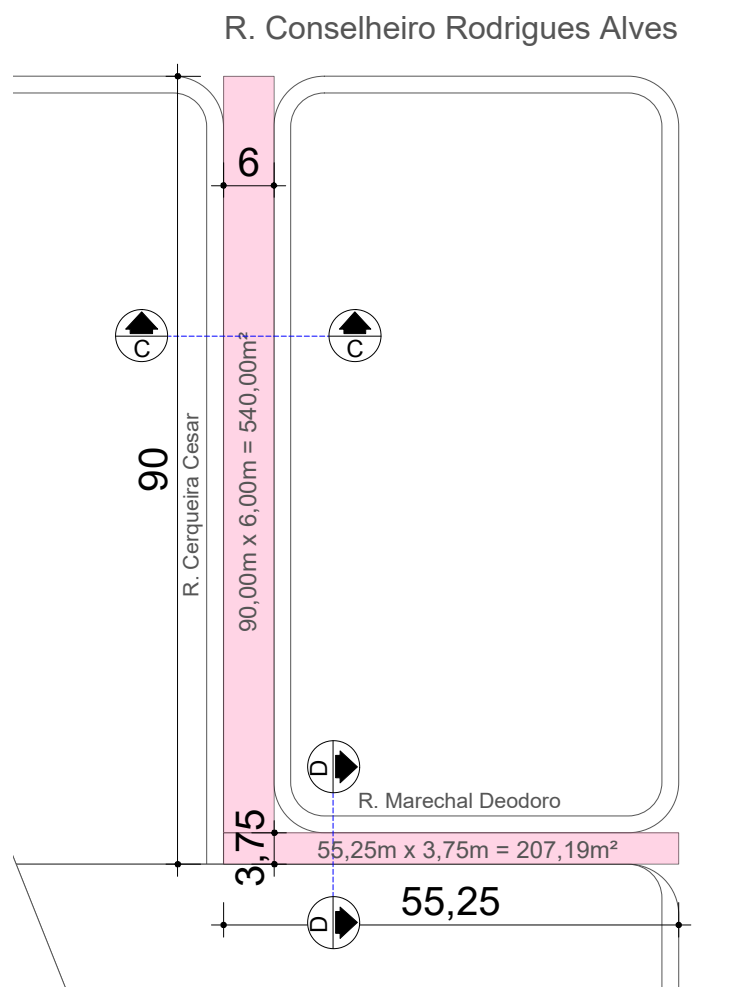 R. Conselheiro Rodrigues Alves
6
C
C
90
R. Cerqueira Cesar
90,00m x 6,00m = 540,00m²
D
R. Marechal Deodoro
3,75
55,25m x 3,75m = 207,19m²
55,25
D